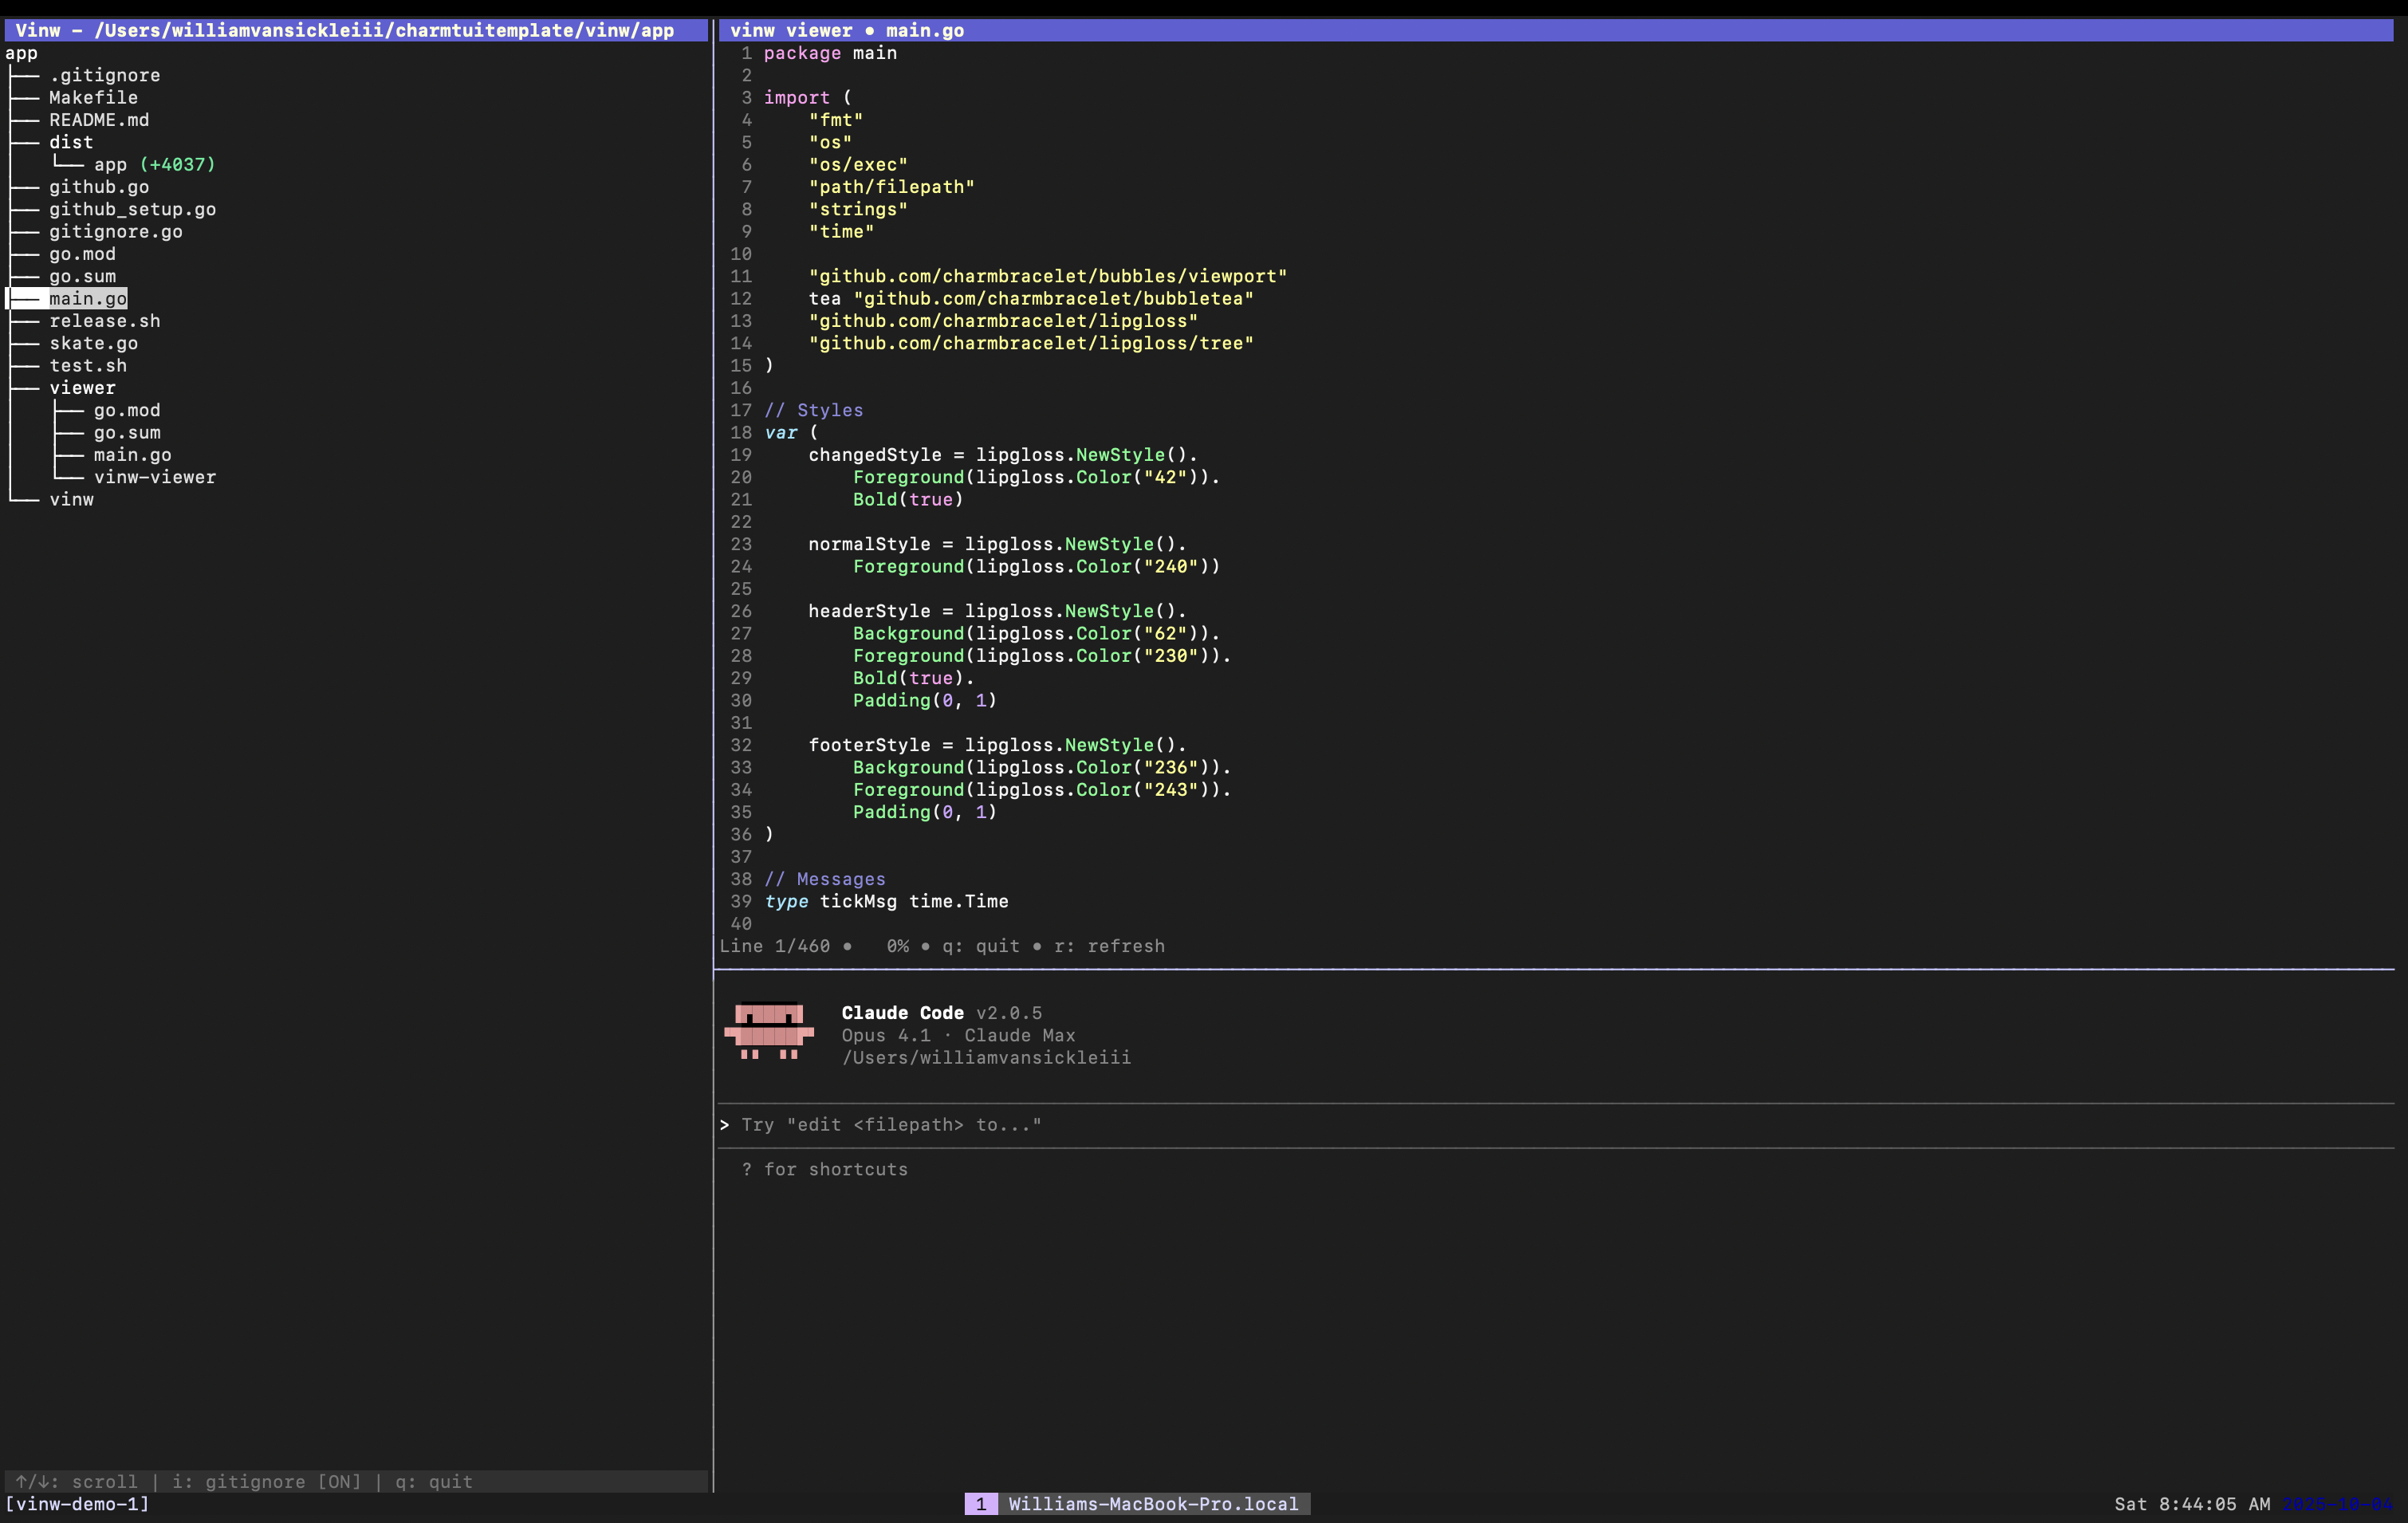 Vinw - /Users/williamvansickleiii/charmtuitemplate/vinw/app
app
├── .gitignore
├── Makefile
├── README.md
├── dist
│   └── app (+4037)
├── github.go
├── github_setup.go
├── gitignore.go
├── go.mod
├── go.sum
├── main.go
├── release.sh
├── skate.go
├── test.sh
├── viewer
│   ├── go.mod
│   ├── go.sum
│   ├── main.go
│   └── vinw-viewer
└── vinw
↑/↓: scroll | i: gitignore [ON] | q: quit
vinw viewer • main.go
1 package main
2
3 import (
4     "fmt"
5     "os"
6     "os/exec"
7     "path/filepath"
8     "strings"
9     "time"
10
11     "github.com/charmbracelet/bubbles/viewport"
12     tea "github.com/charmbracelet/bubbletea"
13     "github.com/charmbracelet/lipgloss"
14     "github.com/charmbracelet/lipgloss/tree"
15 )
16
17 // Styles
18 var (
19     changedStyle = lipgloss.NewStyle().
20         Foreground(lipgloss.Color("42")).
21         Bold(true)
22
23     normalStyle = lipgloss.NewStyle().
24         Foreground(lipgloss.Color("240"))
25
26     headerStyle = lipgloss.NewStyle().
27         Background(lipgloss.Color("62")).
28         Foreground(lipgloss.Color("230")).
29         Bold(true).
30         Padding(0, 1)
31
32     footerStyle = lipgloss.NewStyle().
33         Background(lipgloss.Color("236")).
34         Foreground(lipgloss.Color("243")).
35         Padding(0, 1)
36 )
37
38 // Messages
39 type tickMsg time.Time
40
Line 1/460 •   0% • q: quit • r: refresh
Claude Code v2.0.5
Opus 4.1 · Claude Max
/Users/williamvansickleiii
> Try "edit <filepath> to..."
? for shortcuts
[vinw-demo-1] 1 Williams-MacBook-Pro.local Sat 8:44:05 AM 2025-10-04